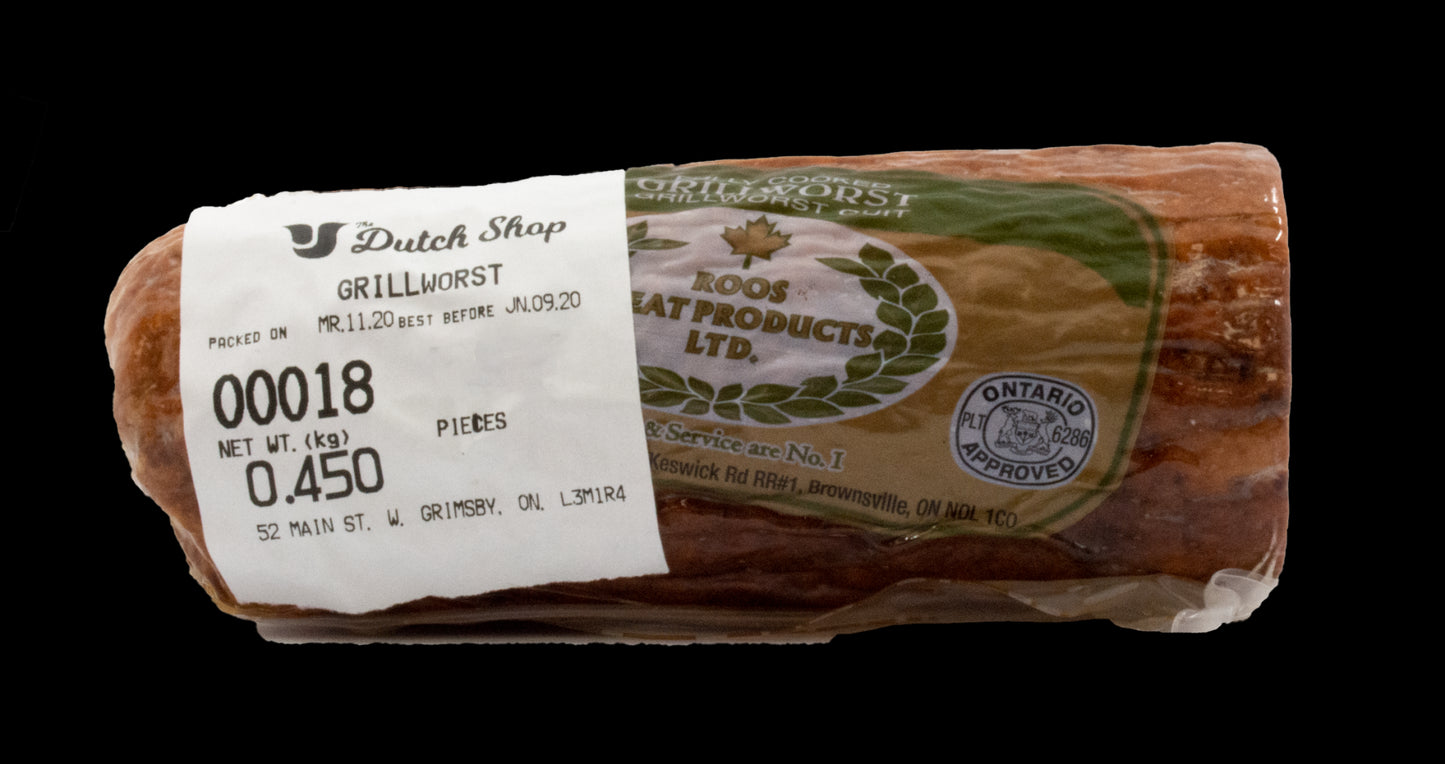 The Dutch Shop
GRILLWORST
PACKED ON MR.11.20 BEST BEFORE JN.09.20
00018
NET WT. (kg)
PIECES
0.450
52 MAIN ST. W. GRIMSBY, ON. L3M1R4
COOKED
GRILLWORST
GRILLWORST CUIT
ROOS
EAT PRODUCTS
LTD.
ONTARIO
PLT 6286
APPROVED
& Service are No. 1
Keswick Rd RR#1, Brownsville, ON N0L 1C0